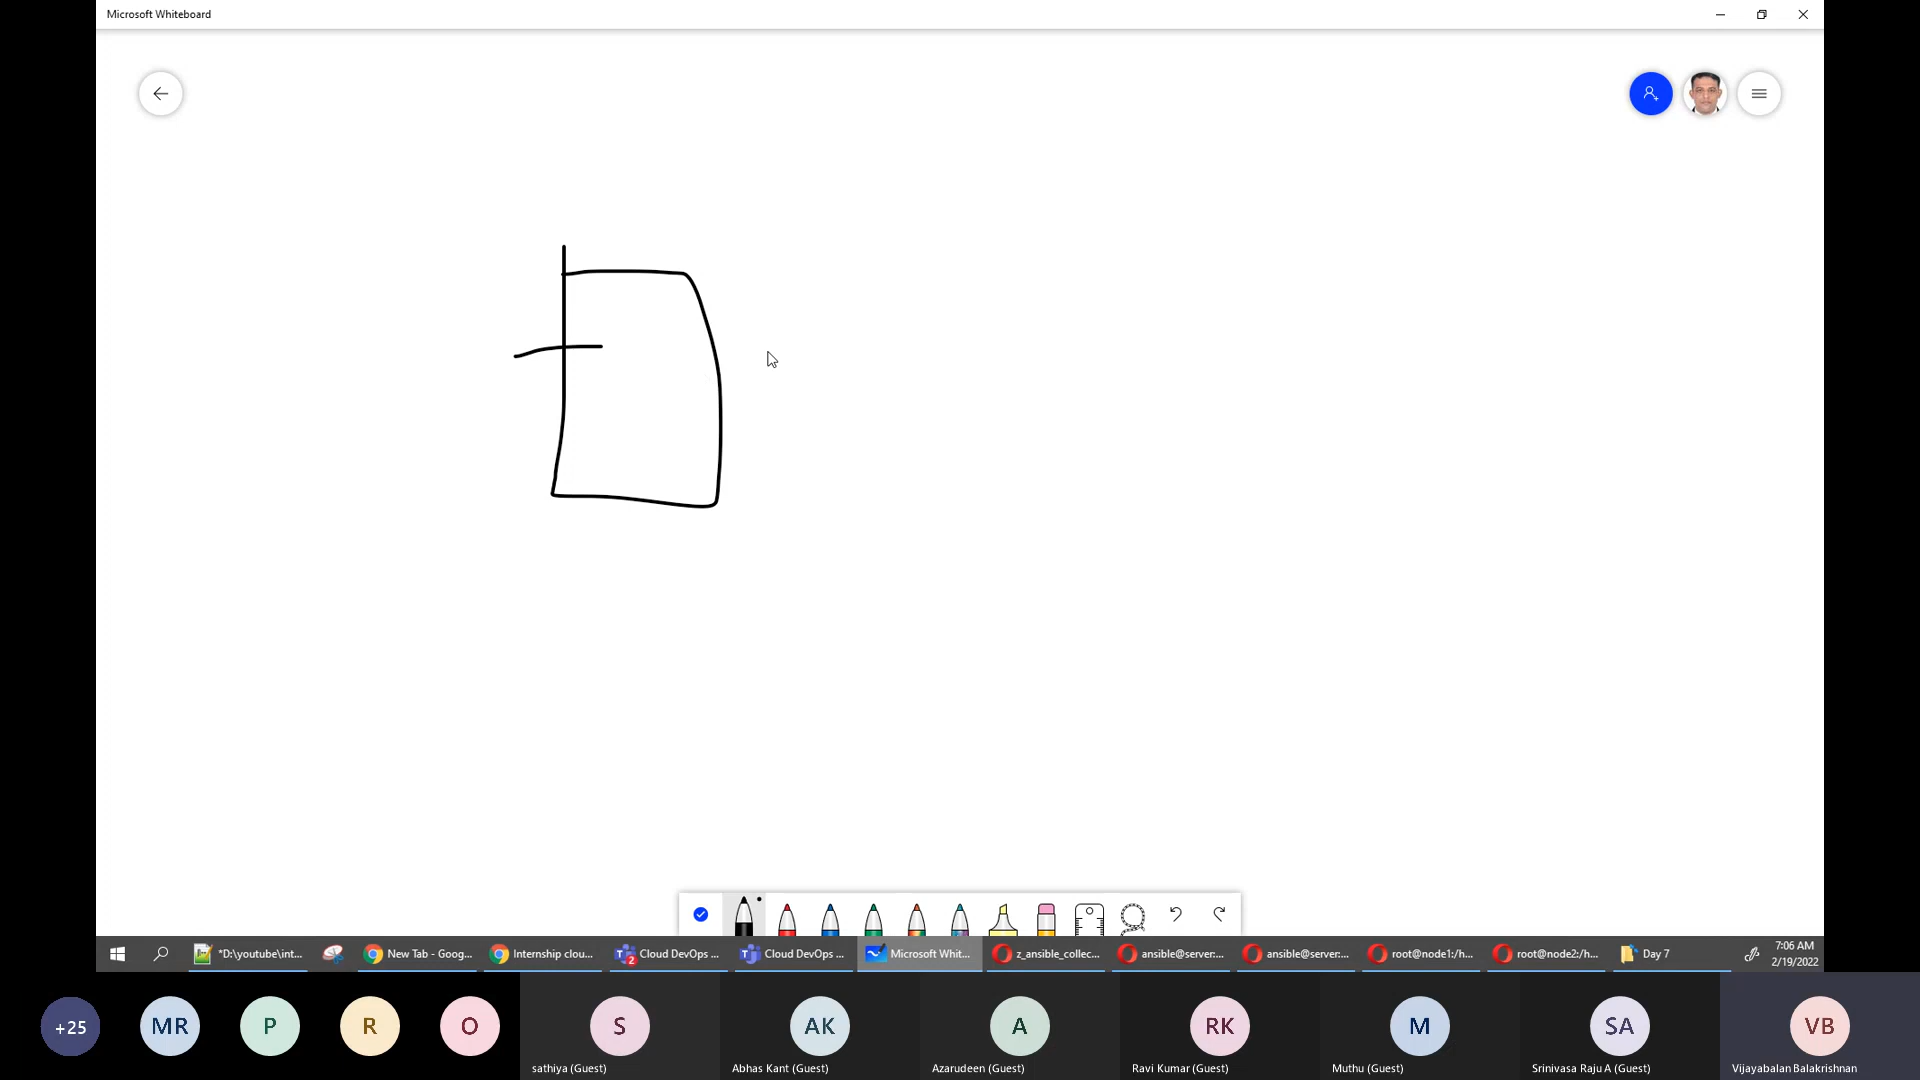 Microsoft Whiteboard
*D:\youtube\int...
New Tab - Goog...
Internship clou...
2
Cloud DevOps ...
Cloud DevOps ...
Microsoft Whit...
z_ansible_collec...
ansible@server:...
ansible@server:...
root@node1:/h...
root@node2:/h...
Day 7
7:06 AM
2/19/2022
+25
MR
P
R
O
S
AK
A
RK
M
SA
VB
sathiya (Guest)
Abhas Kant (Guest)
Azarudeen (Guest)
Ravi Kumar (Guest)
Muthu (Guest)
Srinivasa Raju A (Guest)
Vijayabalan Balakrishnan